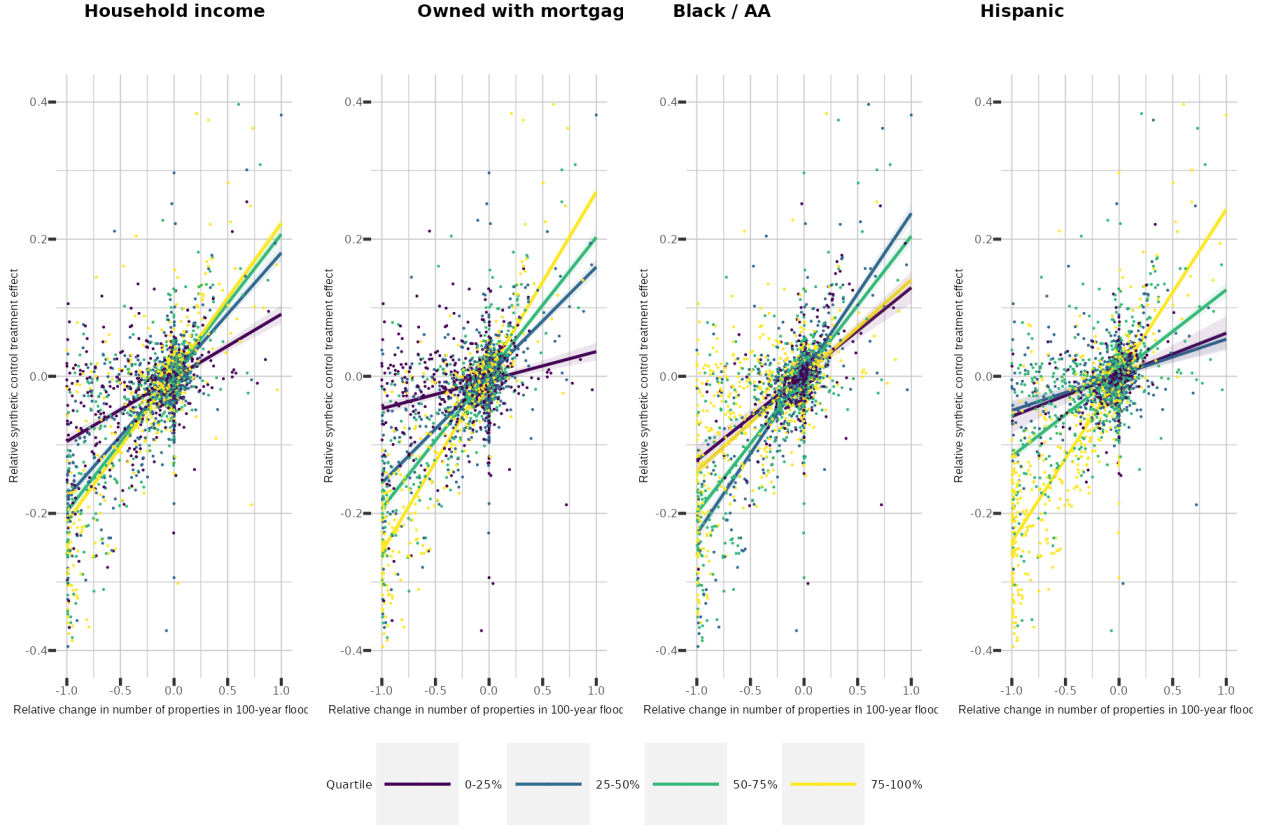 Household income
Owned with mortgag
Black / AA
Hispanic
Relative synthetic control treatment effect
0.4
0.2
0.0
-0.2
-0.4
-1.0 -0.5 0.0 0.5 1.0
Relative change in number of properties in 100-year flooc
Relative synthetic control treatment effect
0.4
0.2
0.0
-0.2
-0.4
-1.0 -0.5 0.0 0.5 1.0
Relative change in number of properties in 100-year flooc
Relative synthetic control treatment effect
0.4
0.2
0.0
-0.2
-0.4
-1.0 -0.5 0.0 0.5 1.0
Relative change in number of properties in 100-year flooc
Relative synthetic control treatment effect
0.4
0.2
0.0
-0.2
-0.4
-1.0 -0.5 0.0 0.5 1.0
Relative change in number of properties in 100-year flooc
Quartile 0-25% 25-50% 50-75% 75-100%